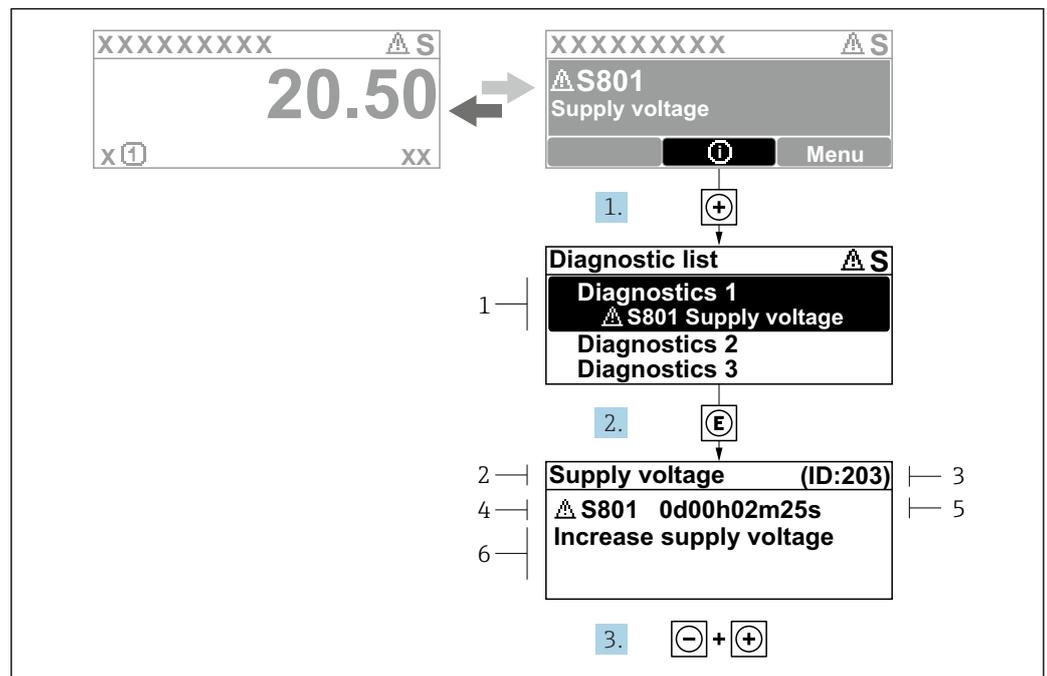 XXXXXXXXX ⚠ S
20.50
x ① xx
XXXXXXXXX ⚠ S
⚠ S801
Supply voltage
ⓘ Menu
1. +
Diagnostic list ⚠ S
1
Diagnostics 1
⚠ S801 Supply voltage
Diagnostics 2
Diagnostics 3
2. E
2 Supply voltage (ID:203) 3
4 ⚠ S801 0d00h02m25s 5
6 Increase supply voltage
3. - + +